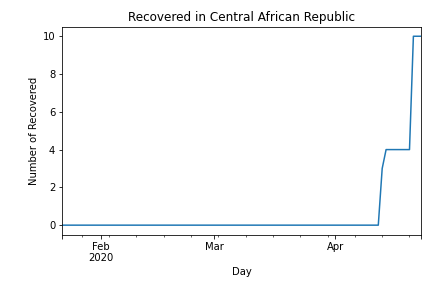 Recovered in Central African Republic
Number of Recovered
10
8
6
4
2
0
Feb
2020
Mar
Apr
Day